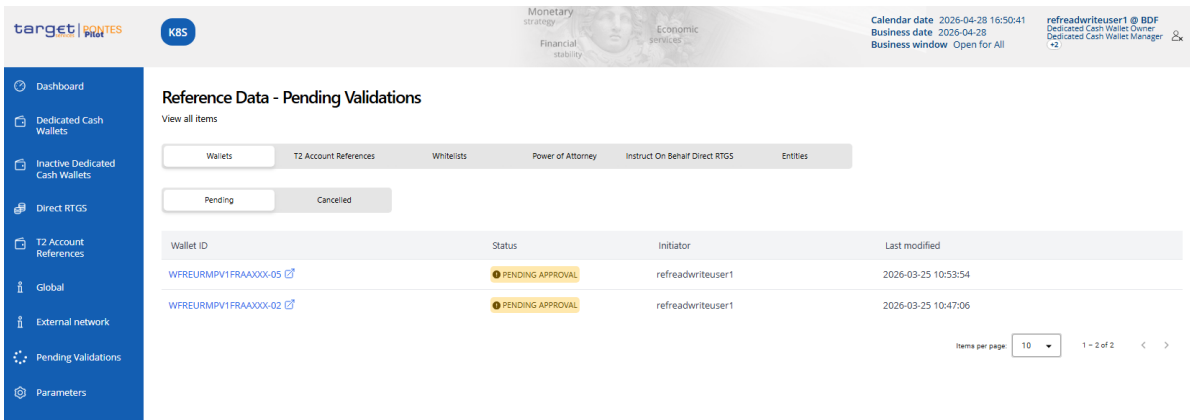 target | PONTES
Pilot
K8S
Monetary
strategy
Economic
services
Financial
stability
Calendar date 2026-04-28 16:50:41
Business date 2026-04-28
Business window Open for All
refreadwriteuser1 @ BDF
Dedicated Cash Wallet Owner
Dedicated Cash Wallet Manager
+2
Dashboard
Dedicated Cash
Wallets
Inactive Dedicated
Cash Wallets
Direct RTGS
T2 Account
References
Global
External network
Pending Validations
Parameters
Reference Data - Pending Validations
View all items
Wallets T2 Account References Whitelists Power of Attorney Instruct On Behalf Direct RTGS Entities
Pending Cancelled
Wallet ID Status Initiator Last modified
WFREURMPV1FRAAXXX-05 PENDING APPROVAL refreadwriteuser1 2026-03-25 10:53:54
WFREURMPV1FRAAXXX-02 PENDING APPROVAL refreadwriteuser1 2026-03-25 10:47:06
Items per page: 10 1 – 2 of 2